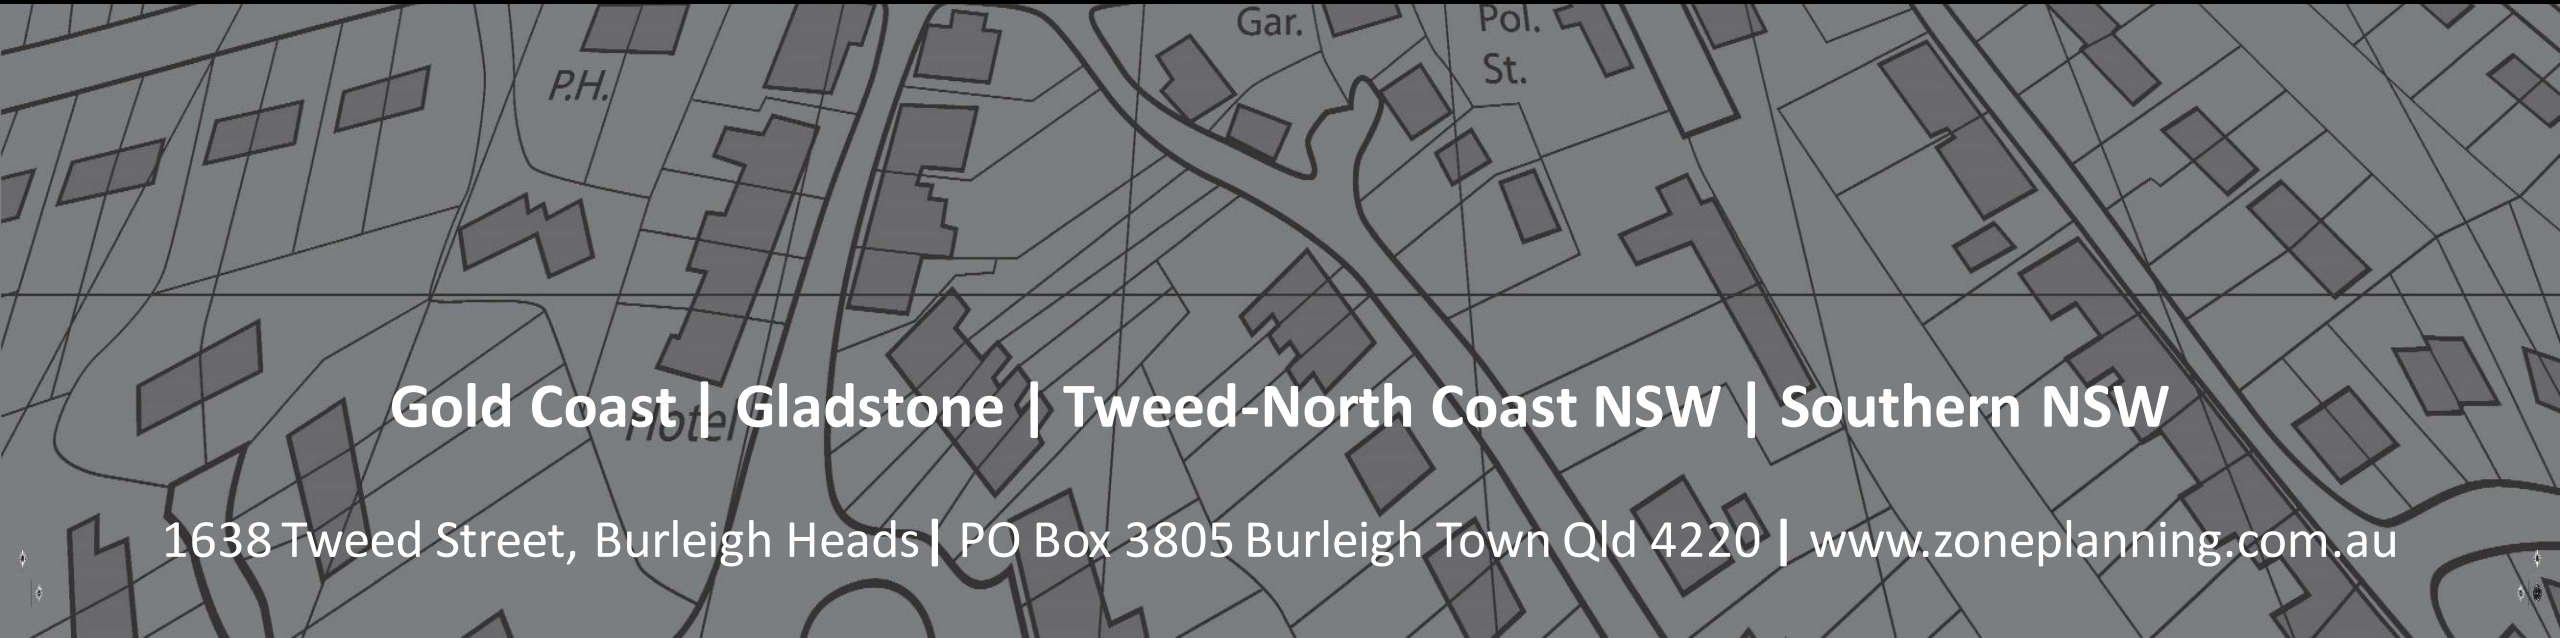 Gar.
Pol.
St.
P.H.
Gold Coast | Gladstone | Tweed-North Coast NSW | Southern NSW
Hotel
1638 Tweed Street, Burleigh Heads | PO Box 3805 Burleigh Town Qld 4220 | www.zoneplanning.com.au